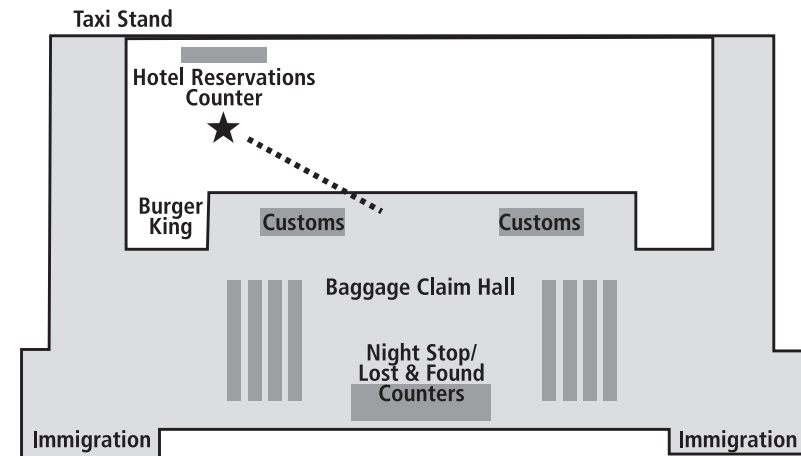 Taxi Stand
Hotel Reservations
Counter
Burger
King
Customs
Customs
Baggage Claim Hall
Night Stop/
Lost & Found
Counters
Immigration
Immigration